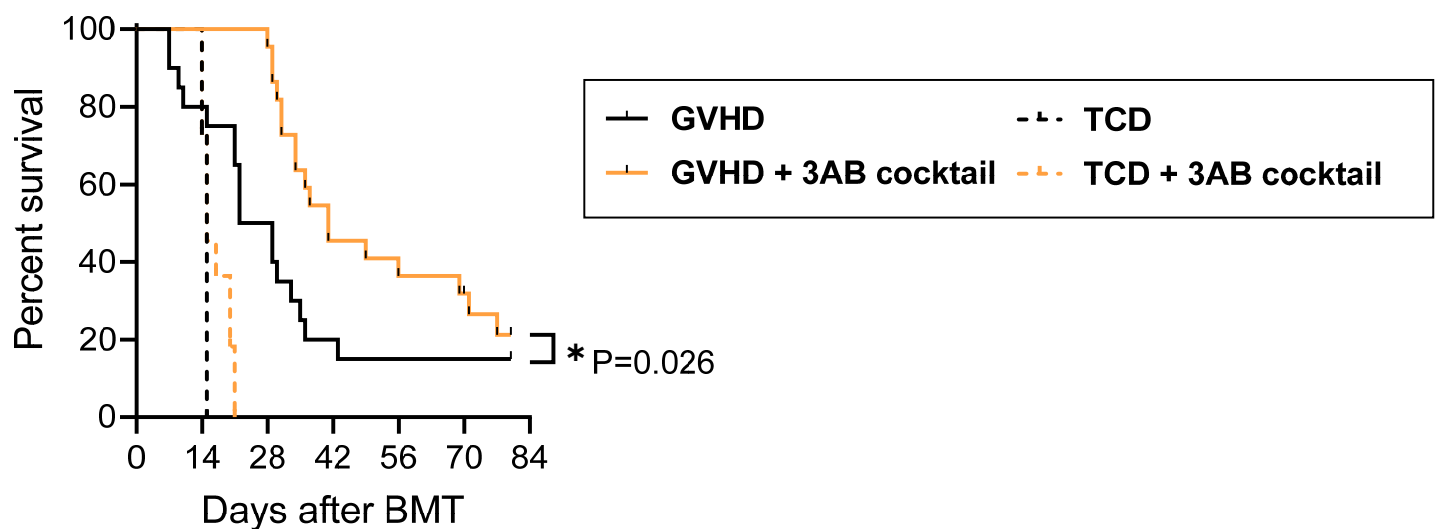 Percent survival
100
80
60
40
20
0
0 14 28 42 56 70 84
Days after BMT
* P=0.026
GVHD TCD
GVHD + 3AB cocktail TCD + 3AB cocktail